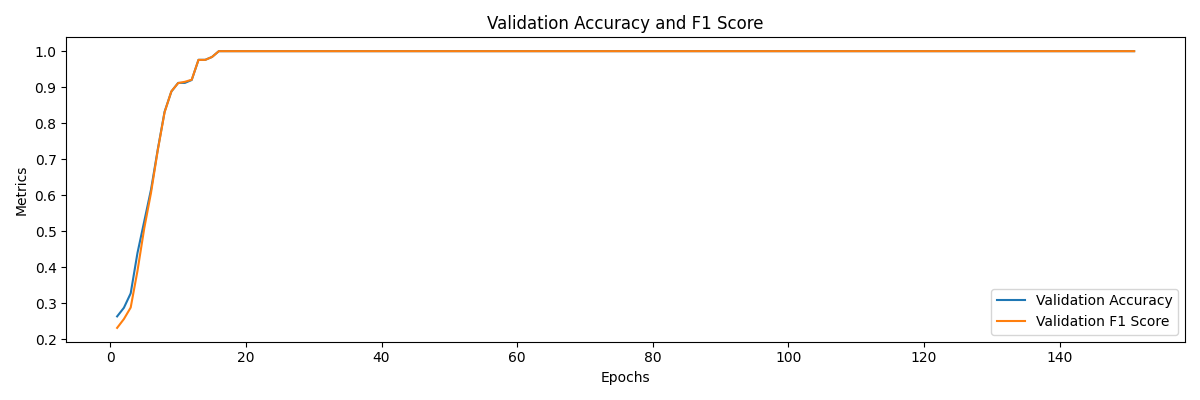 Validation Accuracy and F1 Score
Metrics
1.0
0.9
0.8
0.7
0.6
0.5
0.4
0.3
0.2
Validation Accuracy
Validation F1 Score
0 20 40 60 80 100 120 140
Epochs